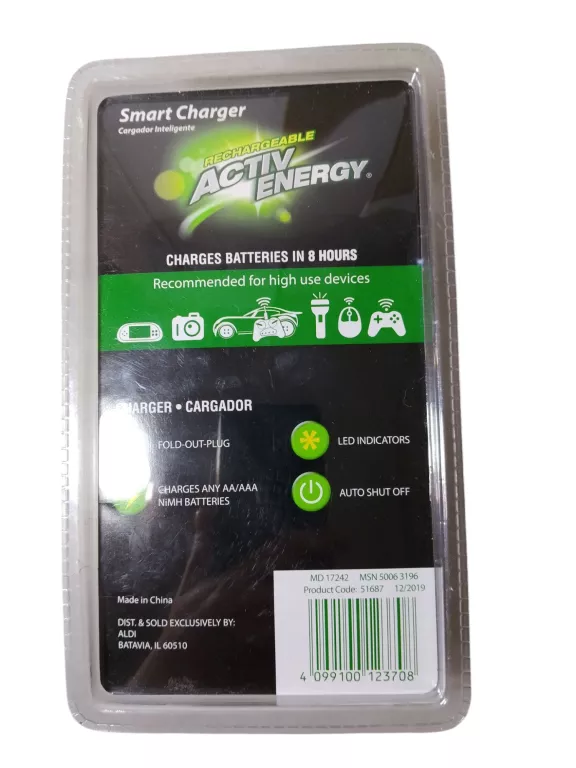 Smart Charger
Cargador Inteligente
RECHARGEABLE
ACTIV
ENERGY®
CHARGES BATTERIES IN 8 HOURS
Recommended for high use devices
CHARGER • CARGADOR
FOLD-OUT-PLUG
LED INDICATORS
CHARGES ANY AA/AAA
NiMH BATTERIES
AUTO SHUT OFF
Made in China
DIST. & SOLD EXCLUSIVELY BY:
ALDI
BATAVIA, IL 60510
MD 17242 MSN 5006 3196
Product Code: 51687 12/2019
4 099100 123708